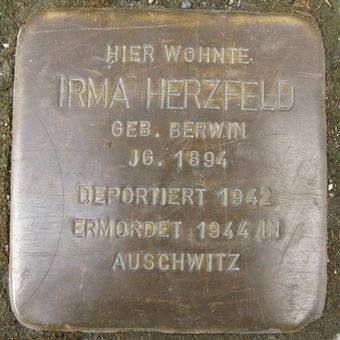 HIER WOHNTE
IRMA HERZFELD
GEB. BERWIN
JG. 1894
DEPORTIERT 1942
ERMORDET 1944 IN
AUSCHWITZ